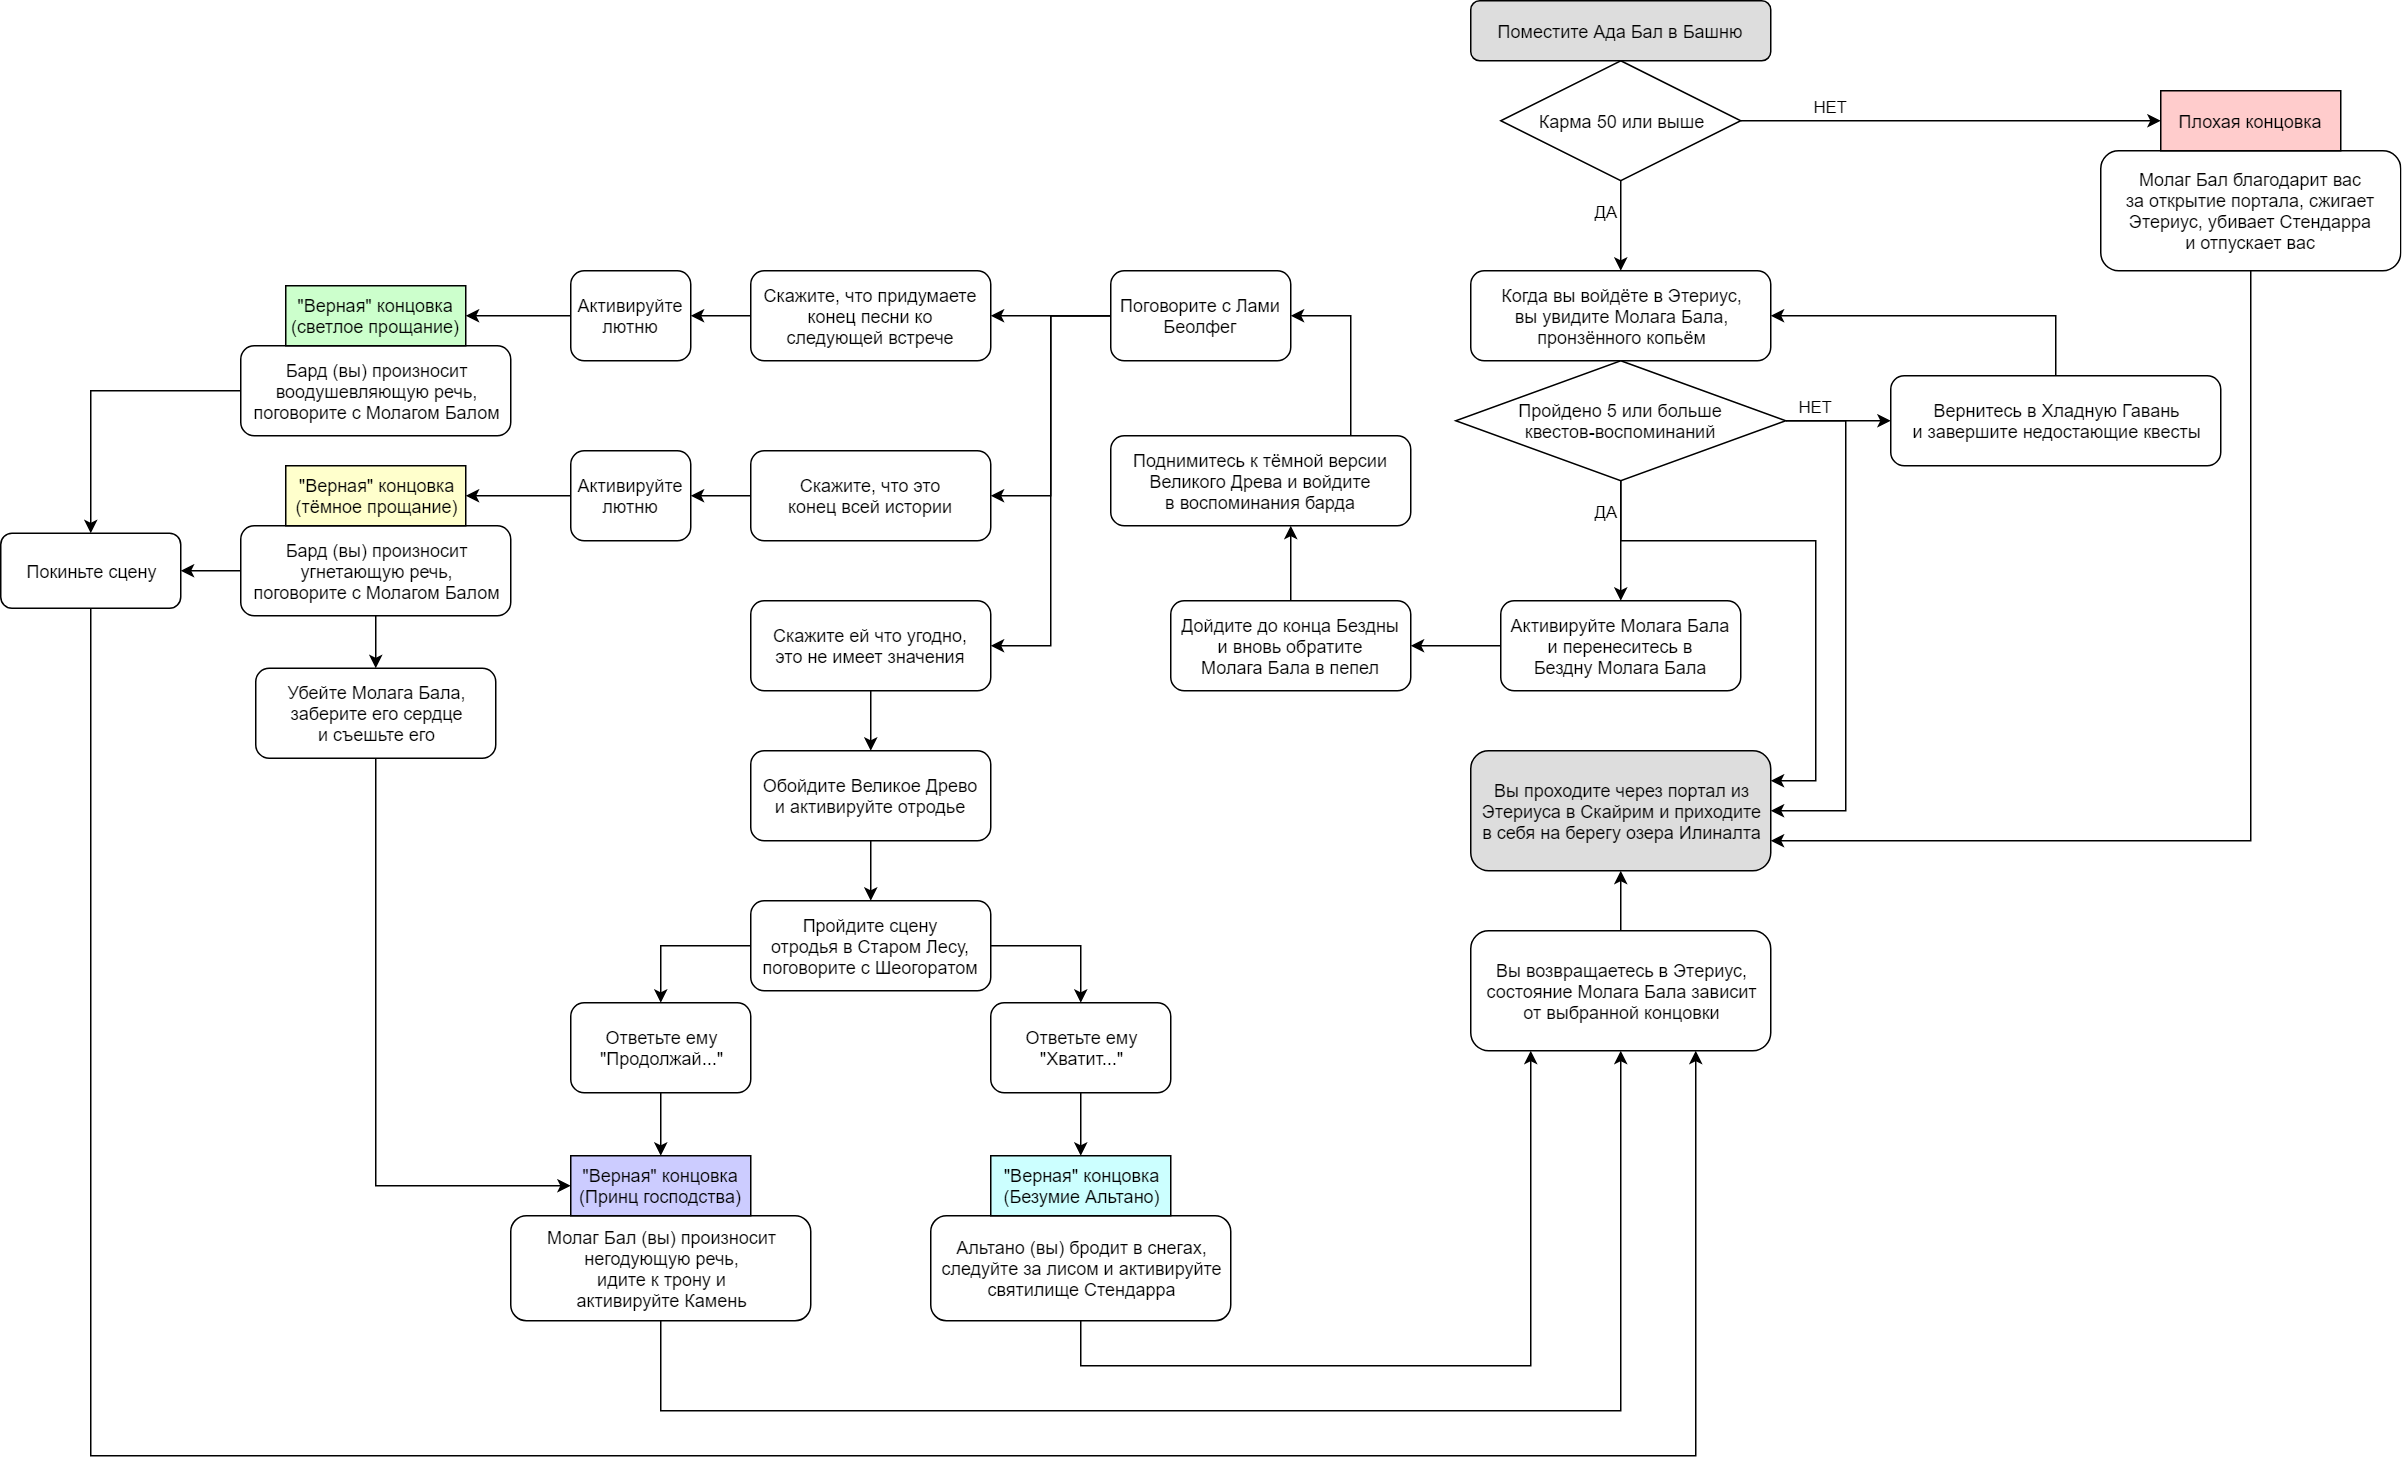 Поместите Ада Бал в Башню
Карма 50 или выше
НЕТ
Плохая концовка
Молаг Бал благодарит вас
за открытие портала, сжигает
Этериус, убивает Стендарра
и отпускает вас
ДА
Когда вы войдёте в Этериус,
вы увидите Молага Бала,
пронзённого копьём
Пройдено 5 или больше
квестов-воспоминаний
НЕТ
Вернитесь в Хладную Гавань
и завершите недостающие квесты
ДА
Активируйте Молага Бала
и перенеситесь в
Бездну Молага Бала
Дойдите до конца Бездны
и вновь обратите
Молага Бала в пепел
Поднимитесь к тёмной версии
Великого Древа и войдите
в воспоминания барда
Поговорите с Лами
Беолфег
Скажите, что придумаете
конец песни ко
следующей встрече
Активируйте
лютню
"Верная" концовка
(светлое прощание)
Бард (вы) произносит
воодушевляющую речь,
поговорите с Молагом Балом
Скажите, что это
конец всей истории
Активируйте
лютню
"Верная" концовка
(тёмное прощание)
Бард (вы) произносит
угнетающую речь,
поговорите с Молагом Балом
Покиньте сцену
Убейте Молага Бала,
заберите его сердце
и съешьте его
Скажите ей что угодно,
это не имеет значения
Обойдите Великое Древо
и активируйте отродье
Пройдите сцену
отродья в Старом Лесу,
поговорите с Шеогоратом
Ответьте ему
"Продолжай..."
Ответьте ему
"Хватит..."
"Верная" концовка
(Принц господства)
Молаг Бал (вы) произносит
негодующую речь,
идите к трону и
активируйте Камень
"Верная" концовка
(Безумие Альтано)
Альтано (вы) бродит в снегах,
следуйте за лисом и активируйте
святилище Стендарра
Вы проходите через портал из
Этериуса в Скайрим и приходите
в себя на берегу озера Илиналта
Вы возвращаетесь в Этериус,
состояние Молага Бала зависит
от выбранной концовки